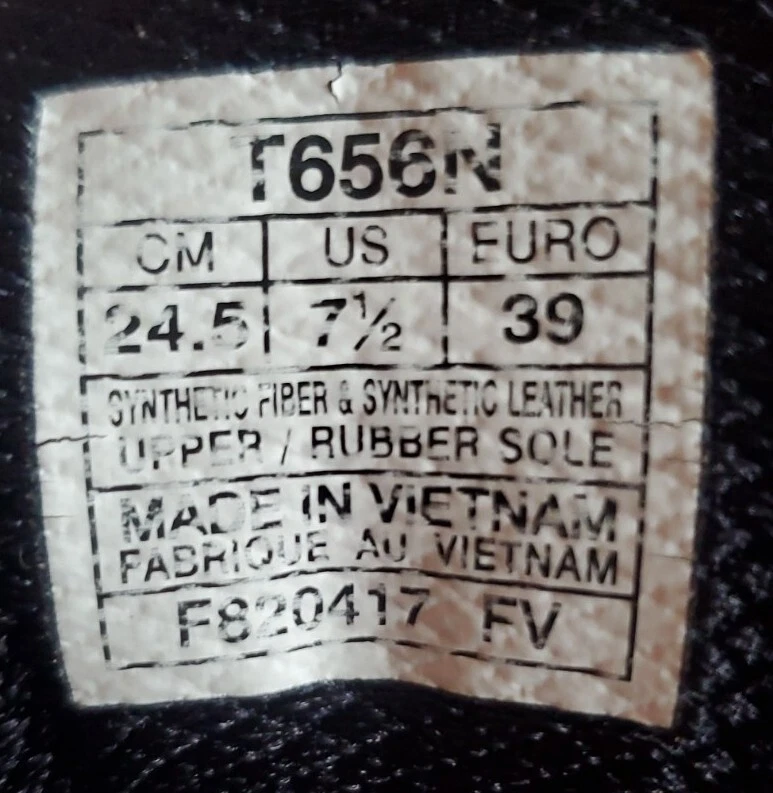 T656N
CM US EURO
24.5 7½ 39
SYNTHETIC FIBER & SYNTHETIC LEATHER
UPPER / RUBBER SOLE
MADE IN VIETNAM
FABRIQUE AU VIETNAM
F820417 FV